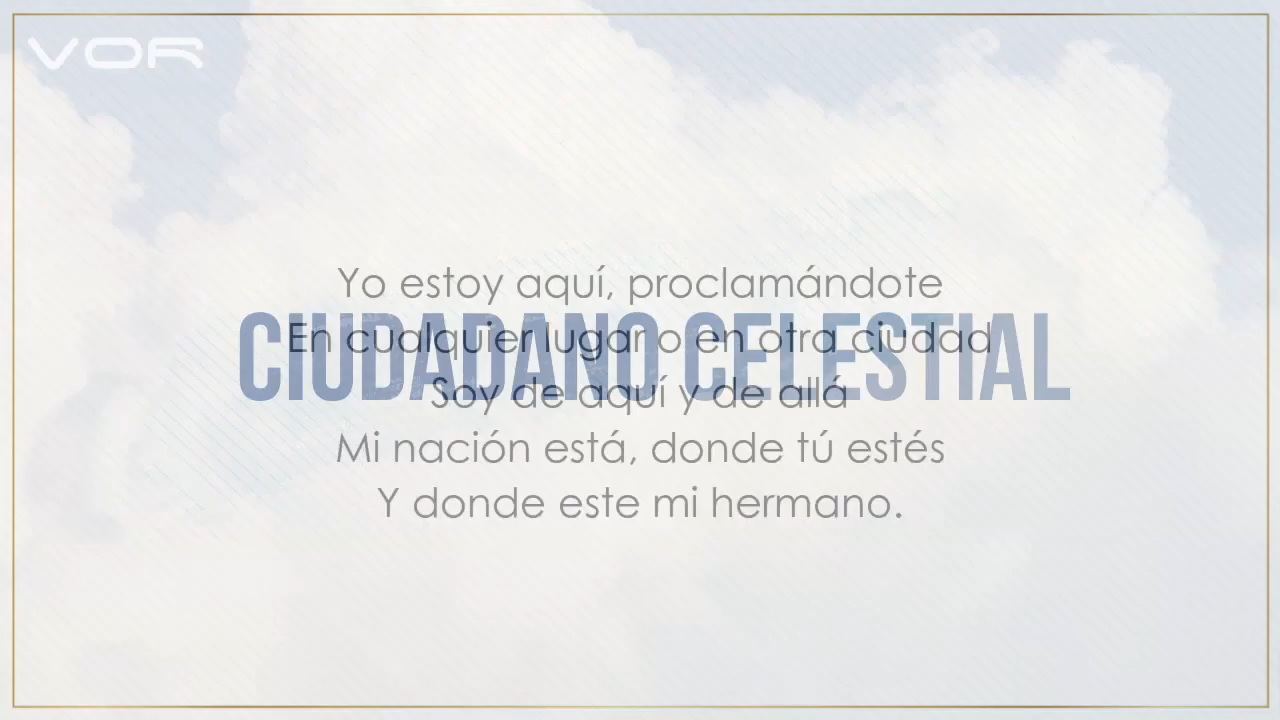 VOR
Yo estoy aquí, proclamándote
CIUDADANO CELESTIAL
En cualquier lugar o en otra ciudad
Soy de aquí y de allá
Mi nación está, donde tú estés
Y donde este mi hermano.